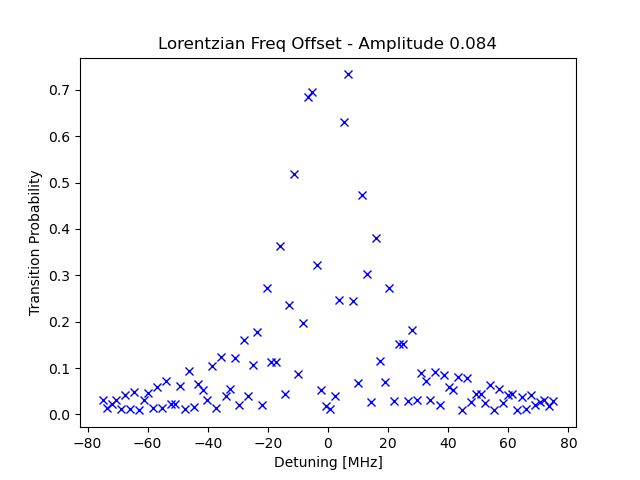 Lorentzian Freq Offset - Amplitude 0.084
Transition Probability
0.7
0.6
0.5
0.4
0.3
0.2
0.1
0.0
−80 −60 −40 −20 0 20 40 60 80
Detuning [MHz]